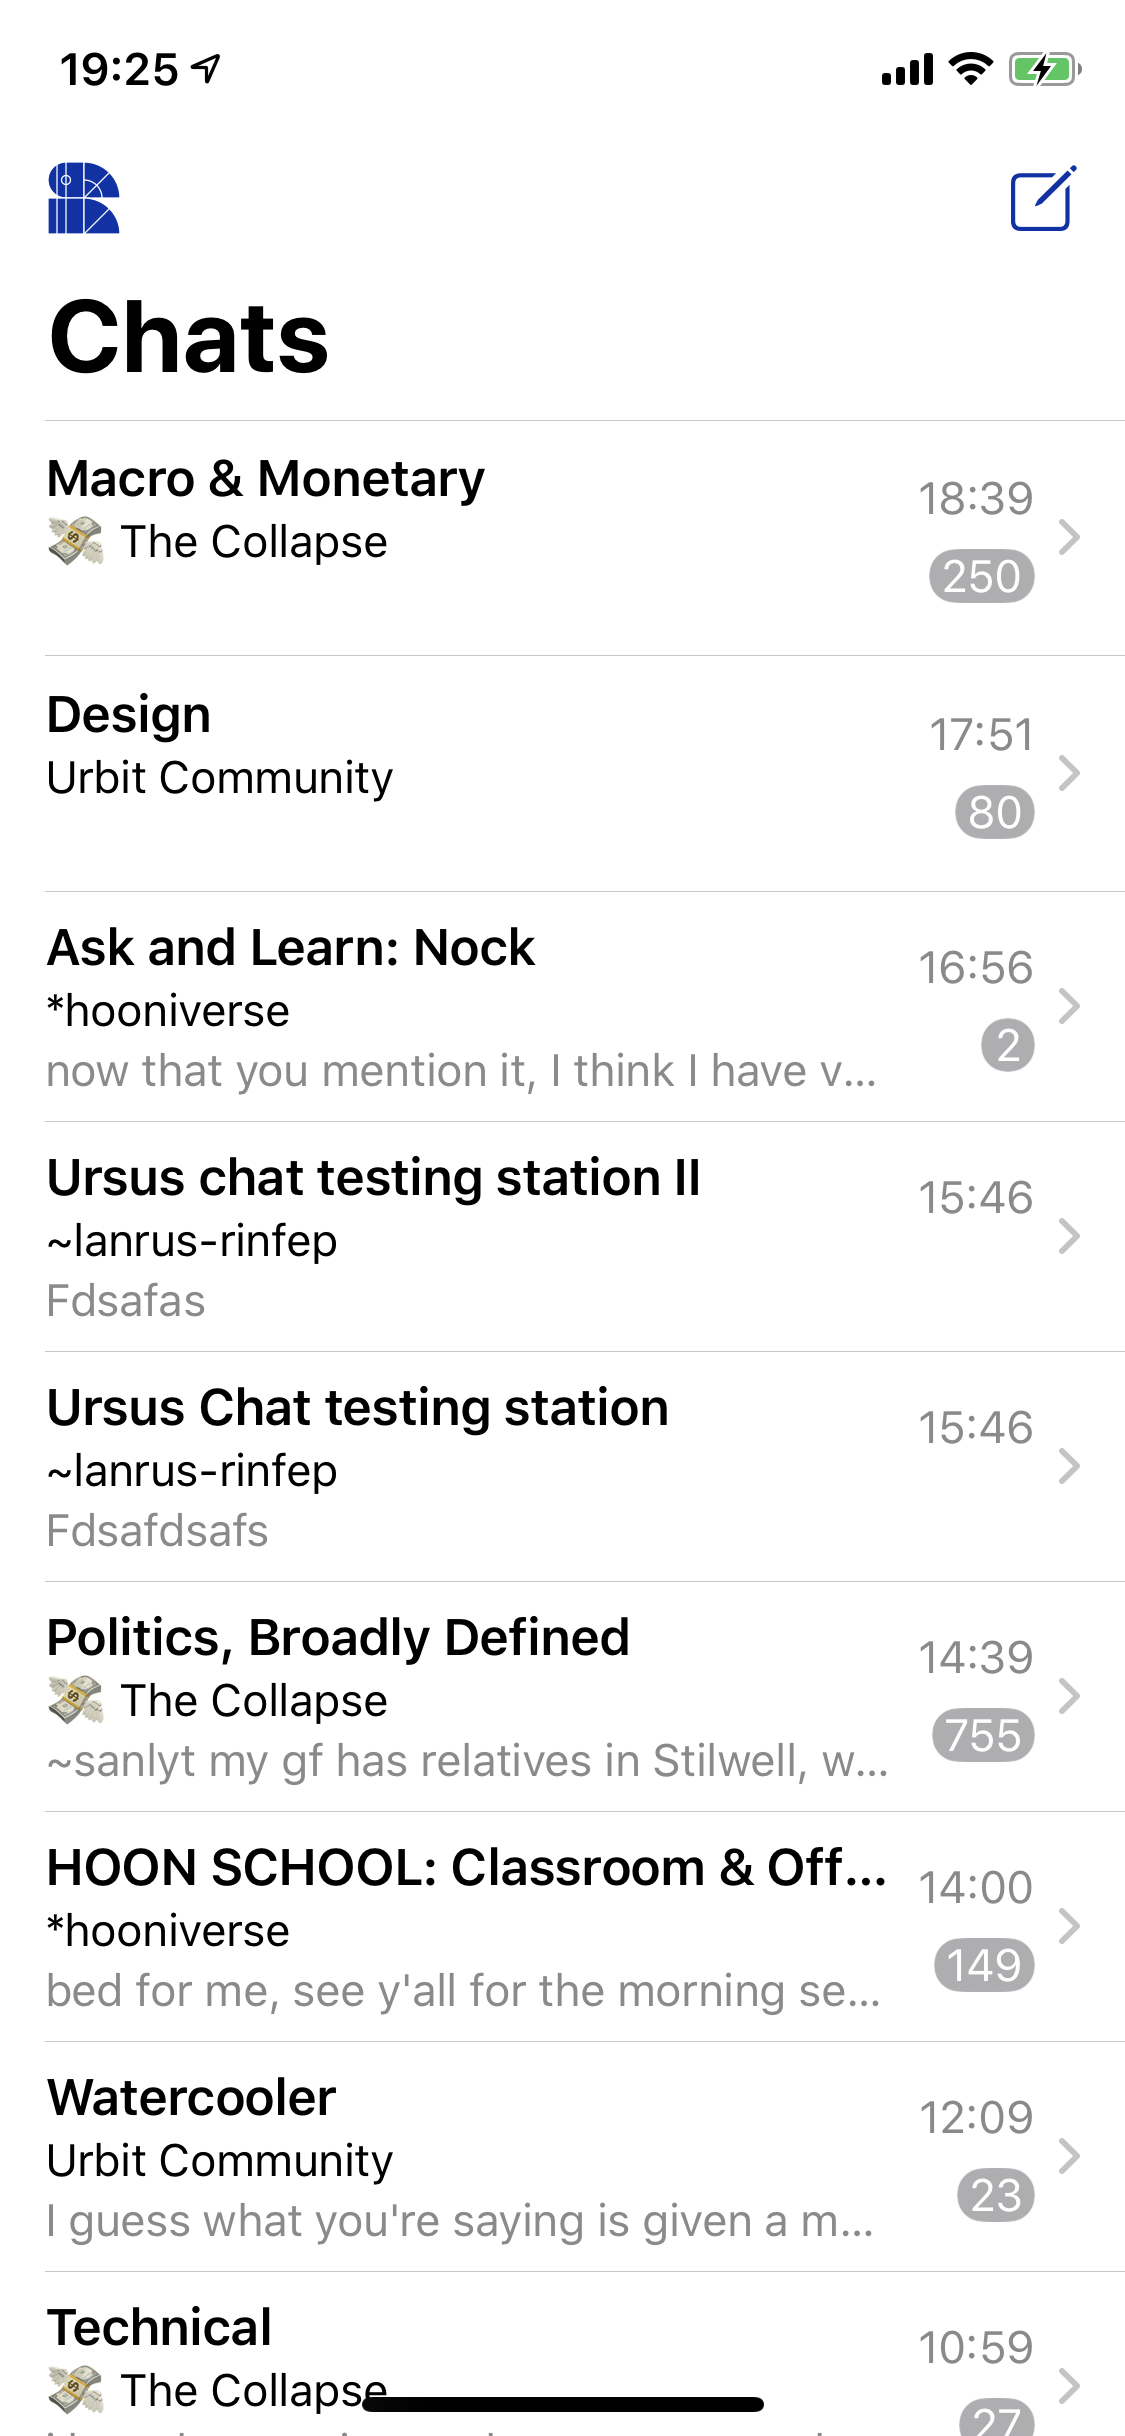 19:25
Chats
Macro & Monetary
18:39
💸 The Collapse
250
Design
17:51
Urbit Community
80
Ask and Learn: Nock
16:56
*hooniverse
2
now that you mention it, I think I have v...
Ursus chat testing station II
15:46
~lanrus-rinfep
Fdsafas
Ursus Chat testing station
15:46
~lanrus-rinfep
Fdsafdsafs
Politics, Broadly Defined
14:39
💸 The Collapse
755
~sanlyt my gf has relatives in Stilwell, w...
HOON SCHOOL: Classroom & Off...
14:00
*hooniverse
149
bed for me, see y'all for the morning se...
Watercooler
12:09
Urbit Community
23
I guess what you're saying is given a m...
Technical
10:59
💸 The Collapse
27